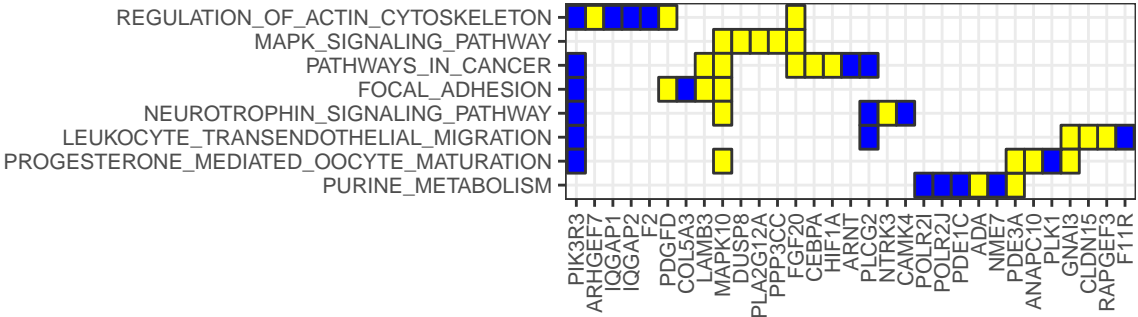 REGULATION_OF_ACTIN_CYTOSKELETON
MAPK_SIGNALING_PATHWAY
PATHWAYS_IN_CANCER
FOCAL_ADHESION
NEUROTROPHIN_SIGNALING_PATHWAY
LEUKOCYTE_TRANSENDOTHELIAL_MIGRATION
PROGESTERONE_MEDIATED_OOCYTE_MATURATION
PURINE_METABOLISM
PIK3R3
ARHGEF7
IQGAP1
IQGAP2
F2
PDGFD
COL5A3
LAMB3
MAPK10
DUSP8
PLA2G12A
PPP3CC
FGF20
CEBPA
HIF1A
ARNT
PLCG2
NTRK3
CAMK4
POLR2I
POLR2J
PDE1C
ADA
NME7
PDE3A
ANAPC10
PLK1
GNAI3
CLDN15
RAPGEF3
F11R